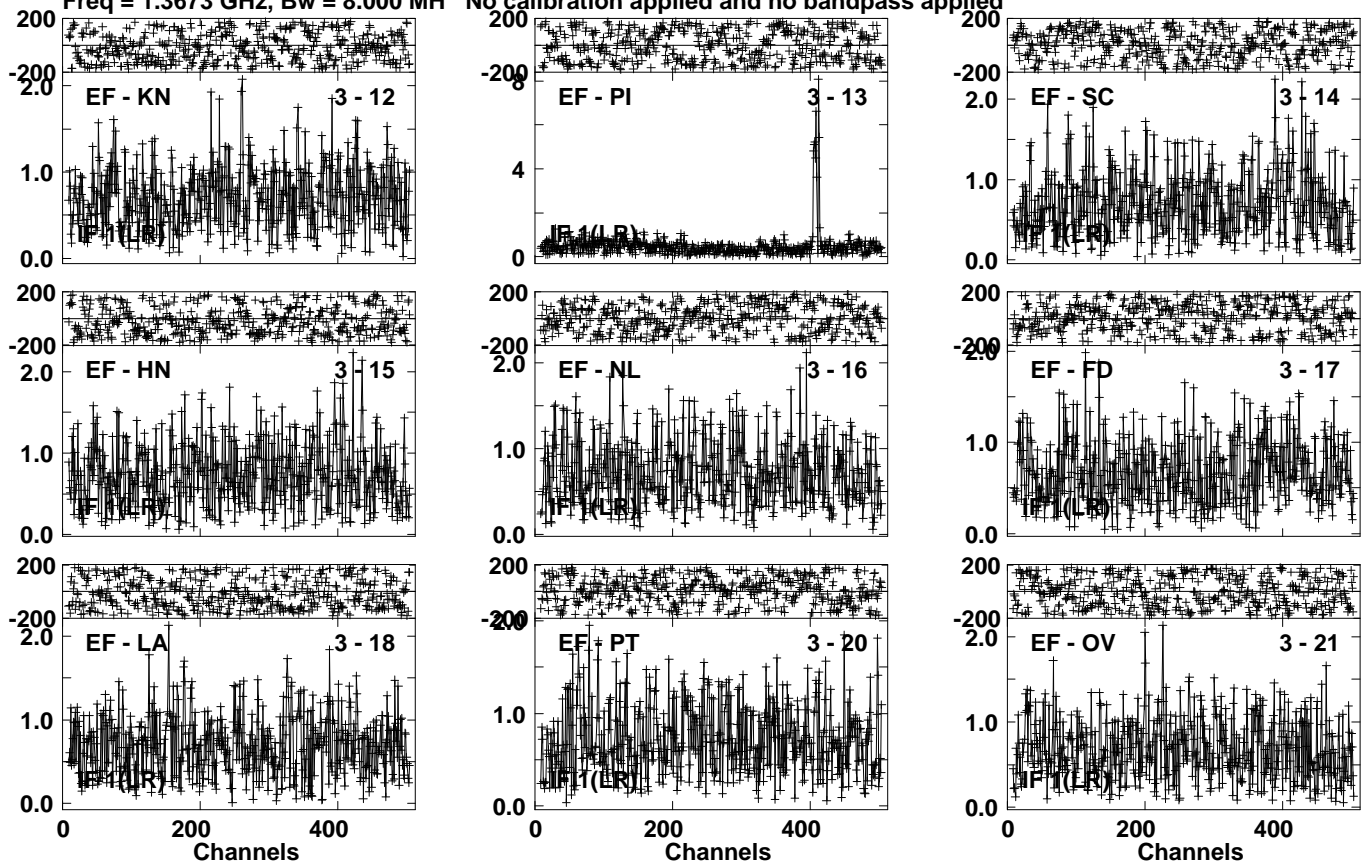 Freq = 1.3673 GHz, Bw = 8.000 MH No calibration applied and no bandpass applied
200 200 200
-200 -200 -200
EF - KN 3 - 12 EF - PI 3 - 13 EF - SC 3 - 14
2.0 8 2.0
1.0 4 1.0
IF 1(LR) IF 1(LR) IF 1(LR)
0.0 0 0.0
200 200 200
-200 -200 -200
EF - HN 3 - 15 EF - NL 3 - 16 EF - FD 3 - 17
2.0 2.0 2.0
1.0 1.0 1.0
IF 1(LR) IF 1(LR) IF 1(LR)
0.0 0.0 0.0
200 200 200
-200 -200 -200
EF - LA 3 - 18 EF - PT 3 - 20 EF - OV 3 - 21
2.0 2.0 2.0
1.0 1.0 1.0
IF 1(LR) IF 1(LR) IF 1(LR)
0.0 0.0 0.0
0 200 400 0 200 400 0 200 400
Channels Channels Channels